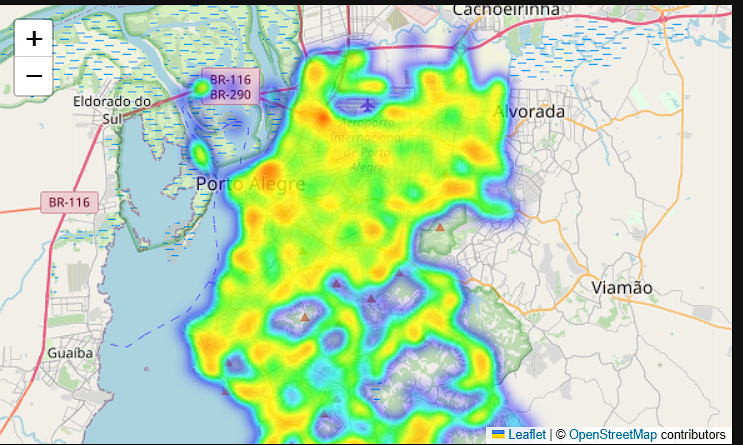 Cachoeirinha
+
−
BR-116
BR-290
Eldorado do
Sul
Alvorada
Aeroporto
Internacional
de Porto
Alegre
Porto Alegre
BR-116
Viamão
Guaíba
Leaflet | © OpenStreetMap contributors